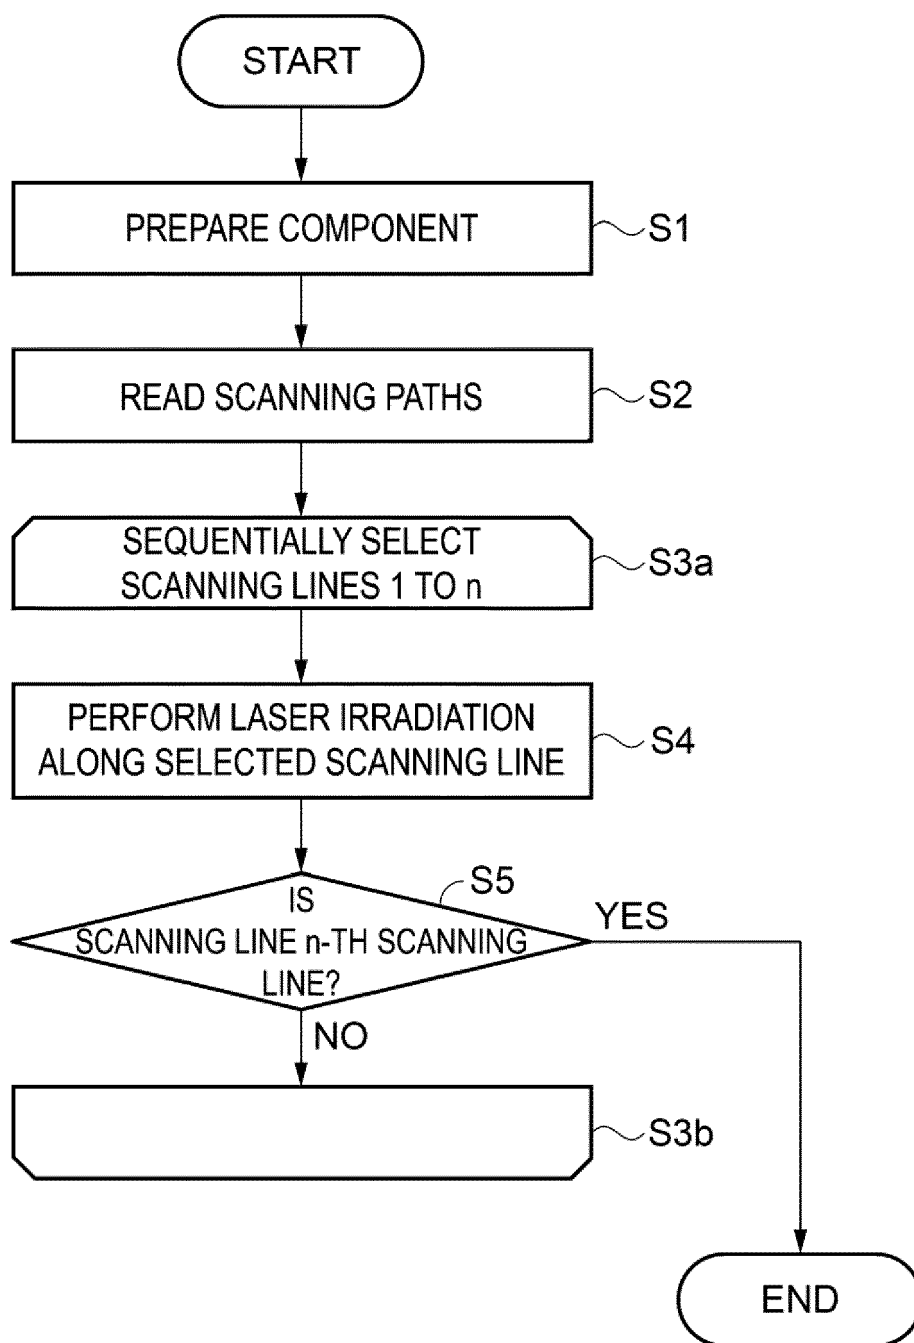 START
PREPARE COMPONENT
S1
READ SCANNING PATHS
S2
SEQUENTIALLY SELECT
SCANNING LINES 1 TO n
S3a
PERFORM LASER IRRADIATION
ALONG SELECTED SCANNING LINE
S4
S5
IS
SCANNING LINE n-TH SCANNING
LINE?
YES
NO
S3b
END